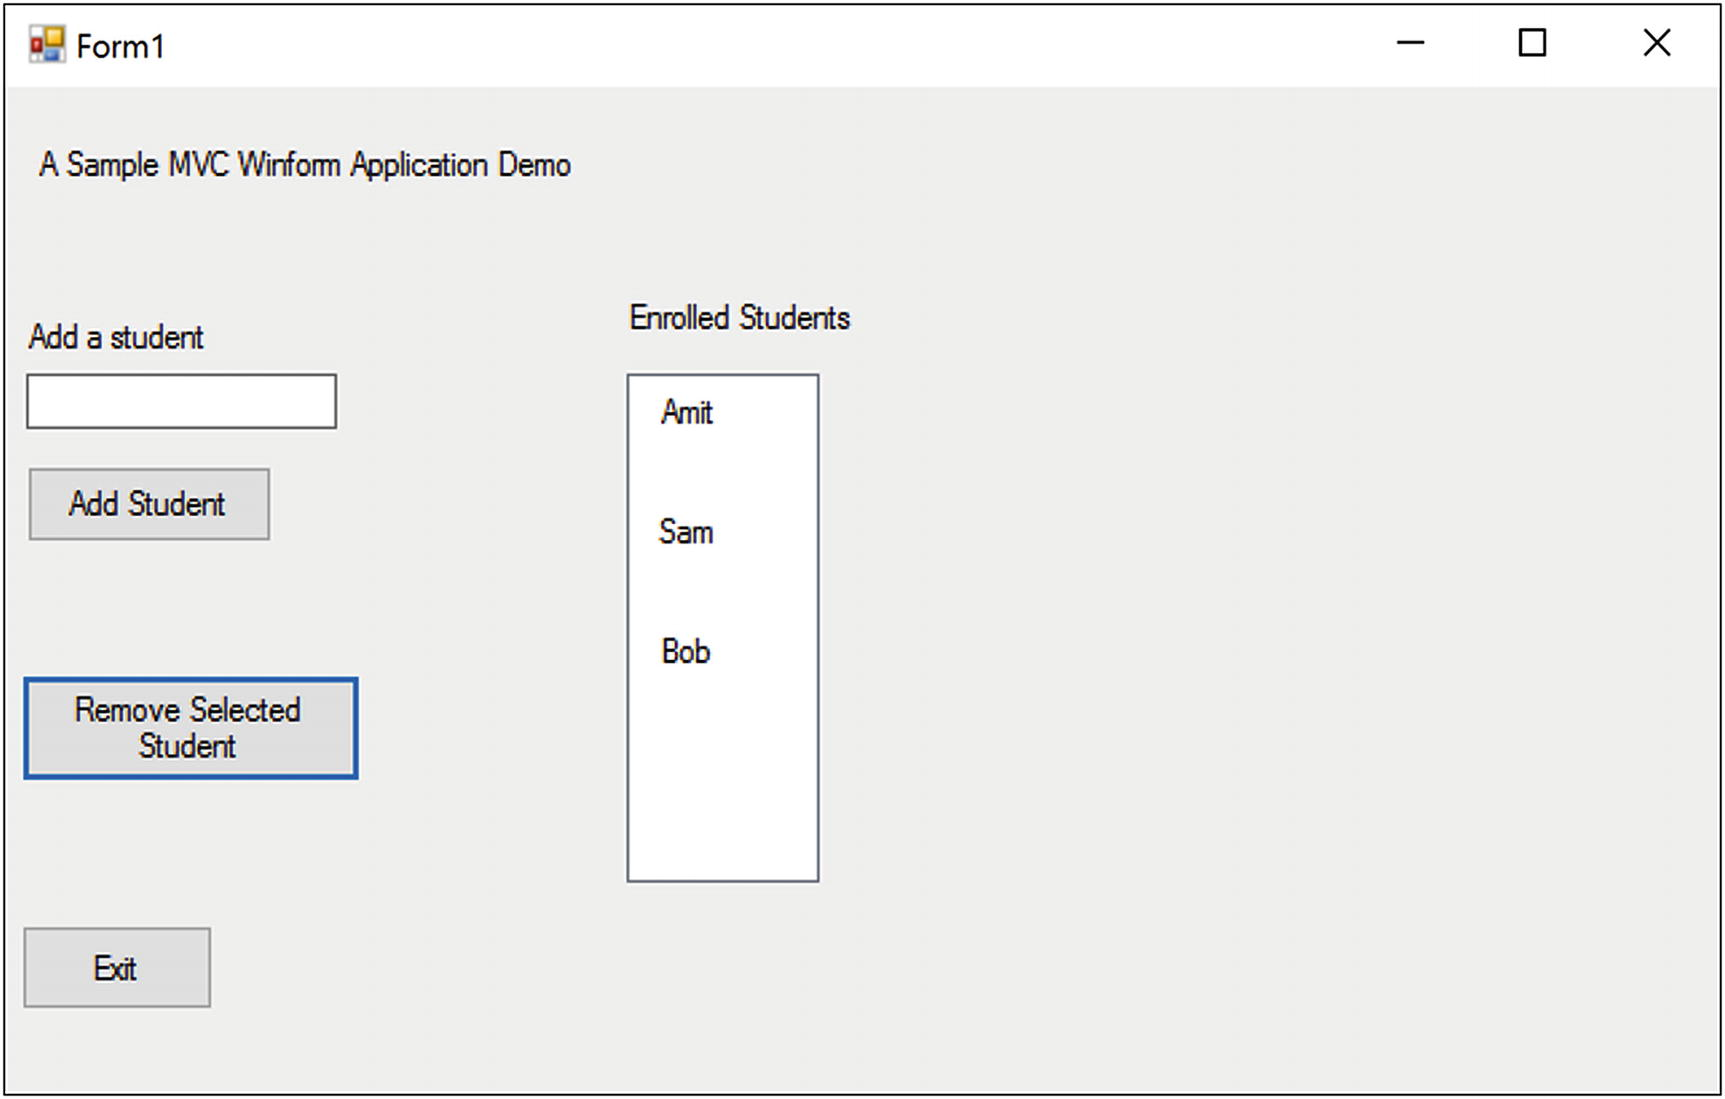 Form1
A Sample MVC Winform Application Demo
Add a student
Add Student
Remove Selected
Student
Exit
Enrolled Students
Amit
Sam
Bob